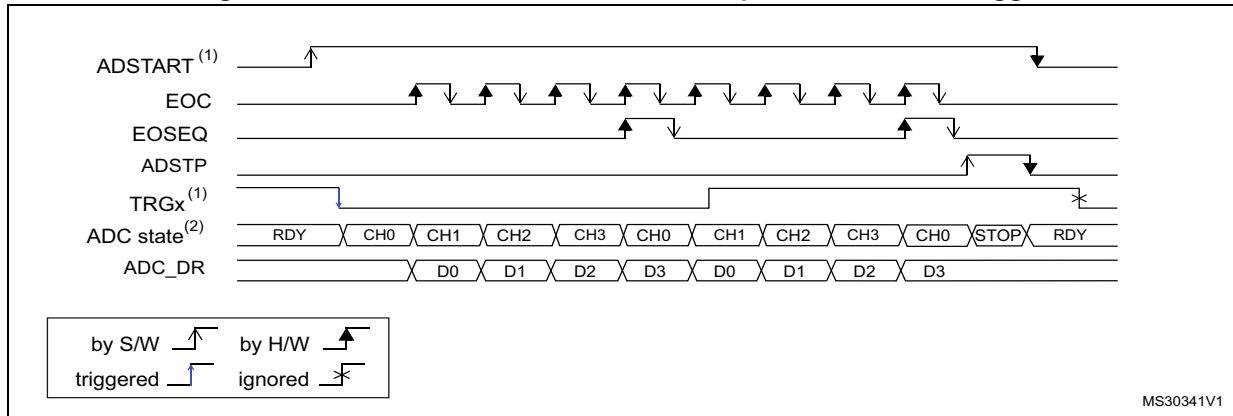 ADSTART (1)
EOC
EOSEQ
ADSTP
TRGx (1)
ADC state (2) RDY CH0 CH1 CH2 CH3 CH0 CH1 CH2 CH3 CH0 STOP RDY
ADC_DR D0 D1 D2 D3 D0 D1 D2 D3
by S/W by H/W
triggered ignored
MS30341V1